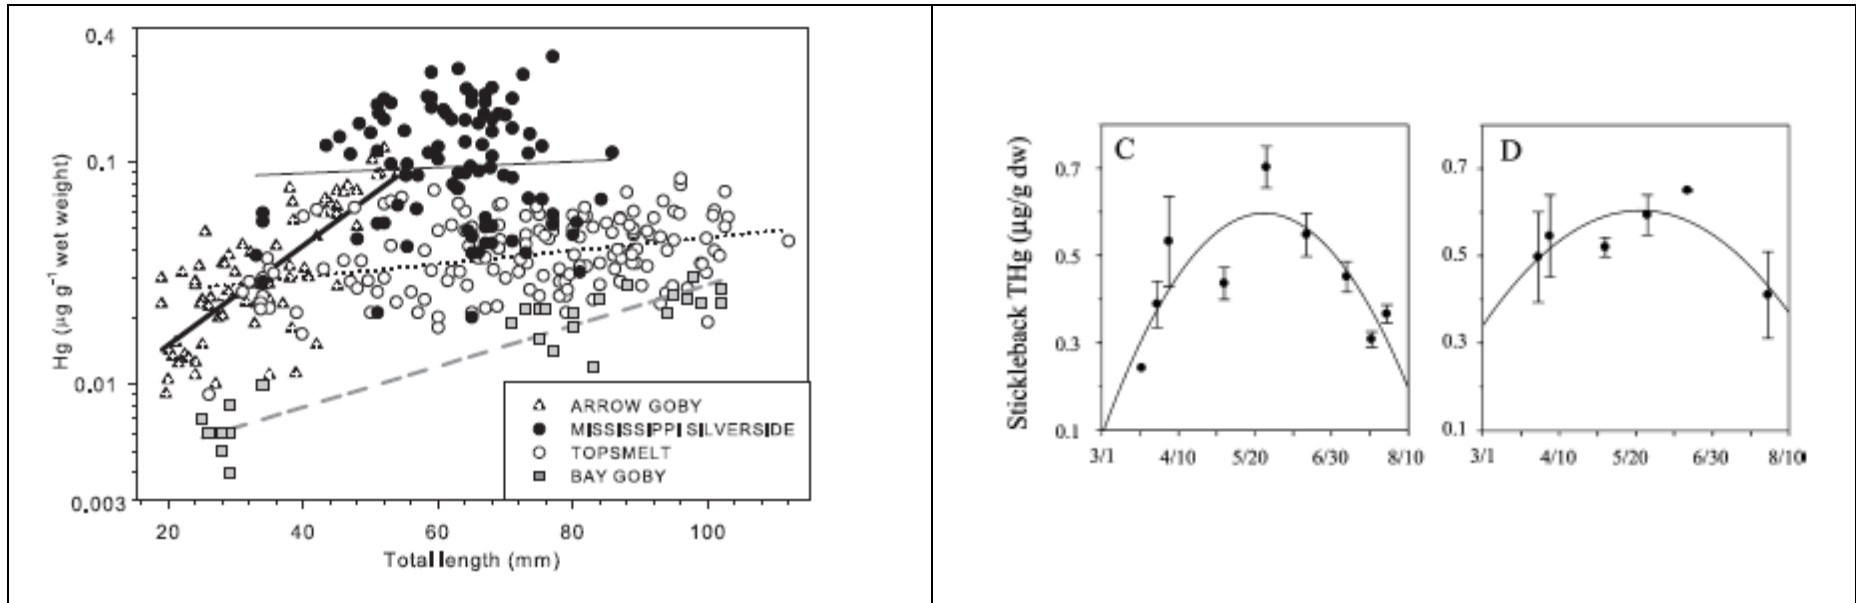 0.4
0.1
0.01
0.003
Hg (µg g⁻¹ wet weight)
20 40 60 80 100
Total length (mm)
ARROW GOBY
MISSISSIPPI SILVERSIDE
TOPSMELT
BAY GOBY
Stickleback THg (µg/g dw)
C
0.7
0.5
0.3
0.1
3/1 4/10 5/20 6/30 8/10
D
0.7
0.5
0.3
0.1
3/1 4/10 5/20 6/30 8/10